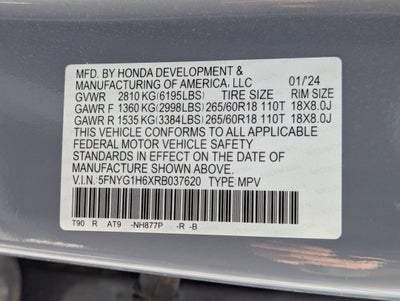 MFD. BY HONDA DEVELOPMENT &
MANUFACTURING OF AMERICA, LLC 01/'24
GVWR 2810 KG(6195LBS) TIRE SIZE RIM SIZE
GAWR F 1360 KG(2998LBS) 265/60R18 110T 18X8.0J
GAWR R 1535 KG(3384LBS) 265/60R18 110T 18X8.0J
THIS VEHICLE CONFORMS TO ALL APPLICABLE
FEDERAL MOTOR VEHICLE SAFETY
STANDARDS IN EFFECT ON THE DATE OF
MANUFACTURE SHOWN ABOVE.
V.I.N. 5FNYG1H6XRB037620 TYPE: MPV
T90 R AT9 -NH877P -R -B